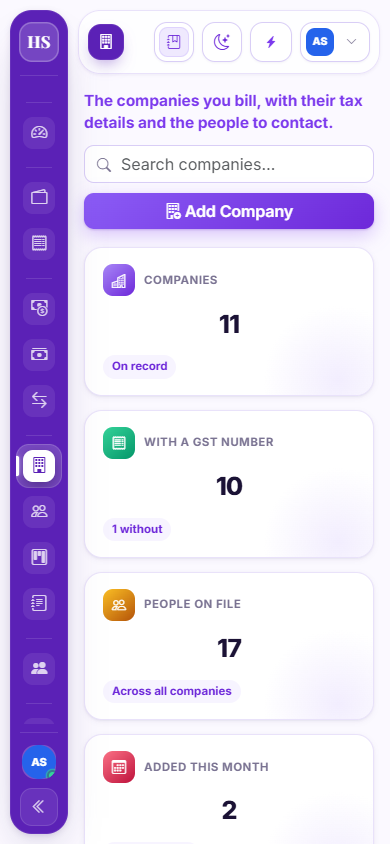 HS
AS
The companies you bill, with their tax
details and the people to contact.
Search companies...
Add Company
COMPANIES
11
On record
WITH A GST NUMBER
10
1 without
PEOPLE ON FILE
17
Across all companies
ADDED THIS MONTH
2
AS